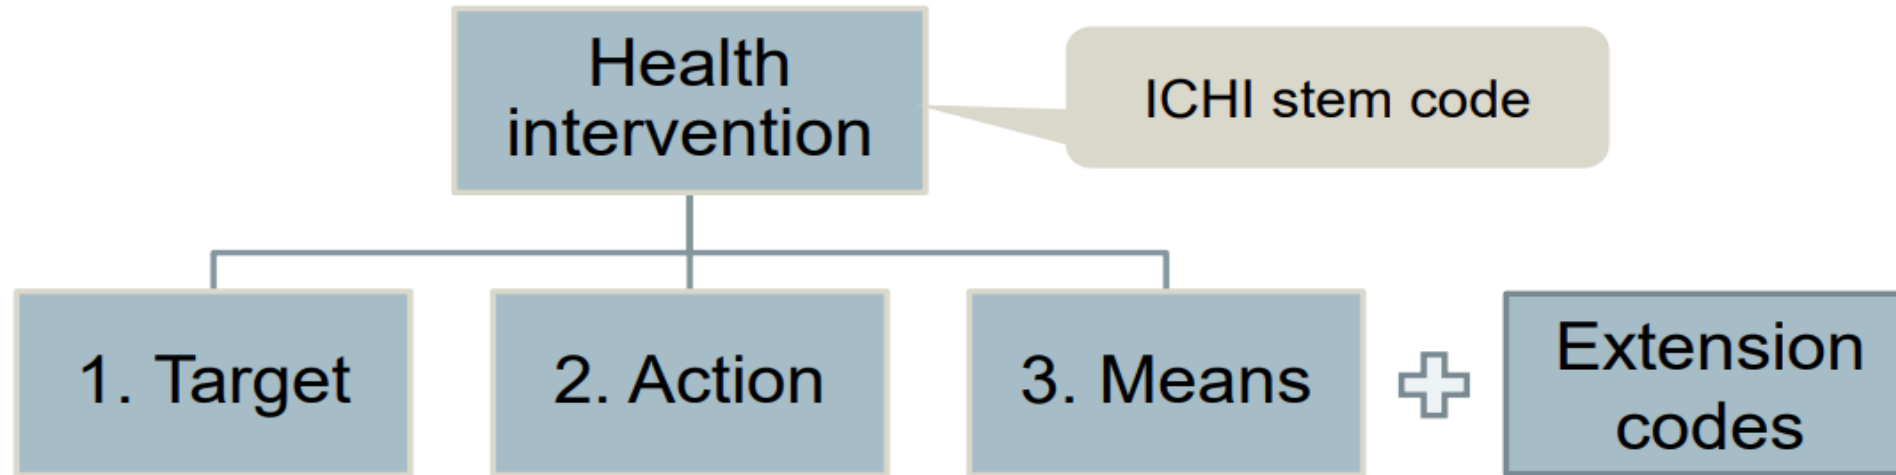 Health
intervention
ICHI stem code
1. Target
2. Action
3. Means
Extension
codes